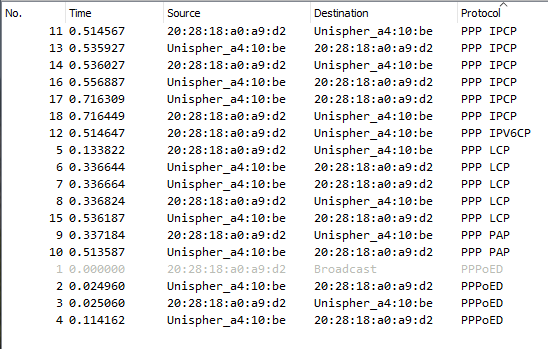 No. Time Source Destination Protocol
11 0.514567 20:28:18:a0:a9:d2 Unispher_a4:10:be PPP IPCP
13 0.535927 Unispher_a4:10:be 20:28:18:a0:a9:d2 PPP IPCP
14 0.536027 20:28:18:a0:a9:d2 Unispher_a4:10:be PPP IPCP
16 0.556887 Unispher_a4:10:be 20:28:18:a0:a9:d2 PPP IPCP
17 0.716309 Unispher_a4:10:be 20:28:18:a0:a9:d2 PPP IPCP
18 0.716449 20:28:18:a0:a9:d2 Unispher_a4:10:be PPP IPCP
12 0.514647 20:28:18:a0:a9:d2 Unispher_a4:10:be PPP IPV6CP
5 0.133822 20:28:18:a0:a9:d2 Unispher_a4:10:be PPP LCP
6 0.336644 Unispher_a4:10:be 20:28:18:a0:a9:d2 PPP LCP
7 0.336664 Unispher_a4:10:be 20:28:18:a0:a9:d2 PPP LCP
8 0.336824 20:28:18:a0:a9:d2 Unispher_a4:10:be PPP LCP
15 0.536187 Unispher_a4:10:be 20:28:18:a0:a9:d2 PPP LCP
9 0.337184 20:28:18:a0:a9:d2 Unispher_a4:10:be PPP PAP
10 0.513587 Unispher_a4:10:be 20:28:18:a0:a9:d2 PPP PAP
1 0.000000 20:28:18:a0:a9:d2 Broadcast PPPoED
2 0.024960 Unispher_a4:10:be 20:28:18:a0:a9:d2 PPPoED
3 0.025060 20:28:18:a0:a9:d2 Unispher_a4:10:be PPPoED
4 0.114162 Unispher_a4:10:be 20:28:18:a0:a9:d2 PPPoED